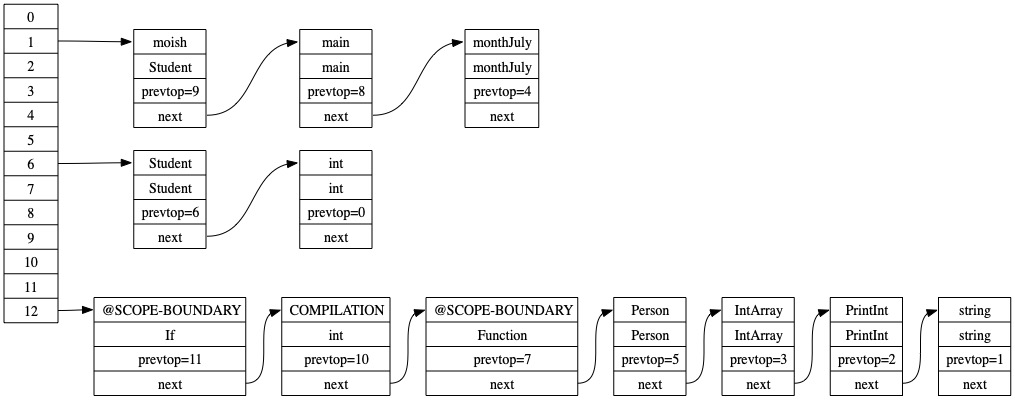 0
1
2
3
4
5
6
7
8
9
10
11
12
moish
Student
prevtop=9
next
main
main
prevtop=8
next
monthJuly
monthJuly
prevtop=4
next
Student
Student
prevtop=6
next
int
int
prevtop=0
next
@SCOPE-BOUNDARY
If
prevtop=11
next
COMPILATION
int
prevtop=10
next
@SCOPE-BOUNDARY
Function
prevtop=7
next
Person
Person
prevtop=5
next
IntArray
IntArray
prevtop=3
next
PrintInt
PrintInt
prevtop=2
next
string
string
prevtop=1
next